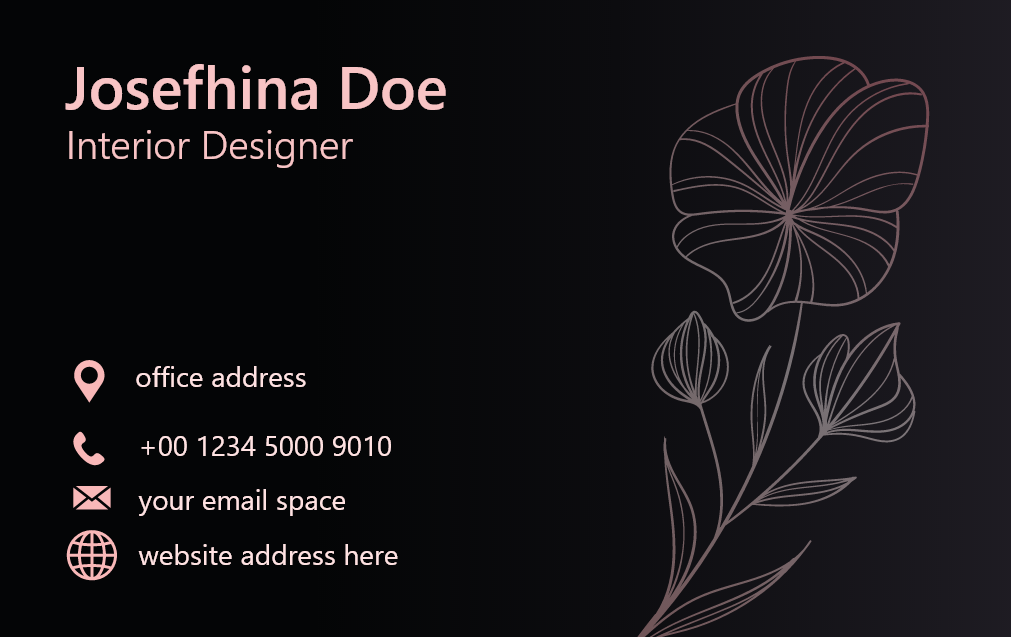 Josefhina Doe
Interior Designer
office address
+00 1234 5000 9010
your email space
website address here